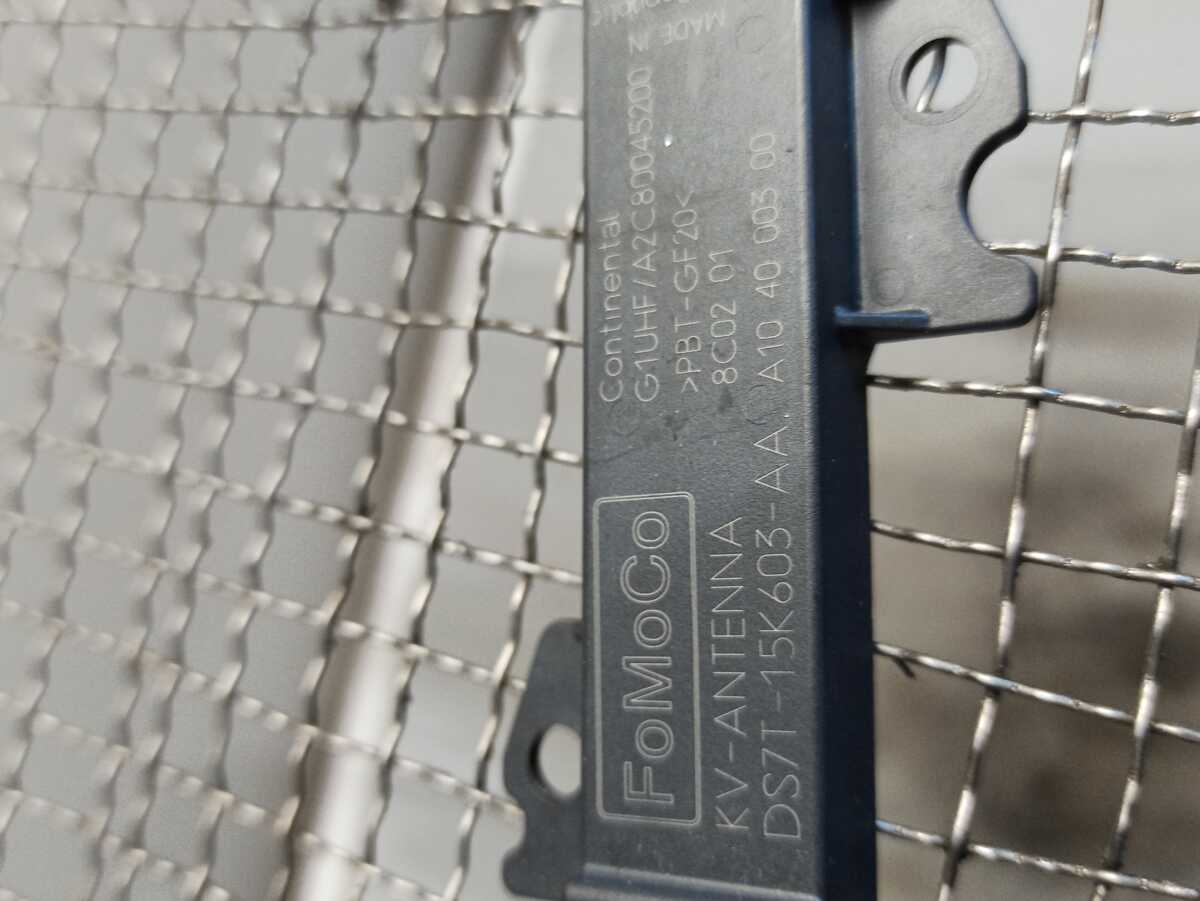 FoMoCo
KV-ANTENNA
DS7T-15K603-AA A10 40 003 00
Continental
G1UHF/A2C80045200
>PBT-GF20<
8C02 01
MADE IN